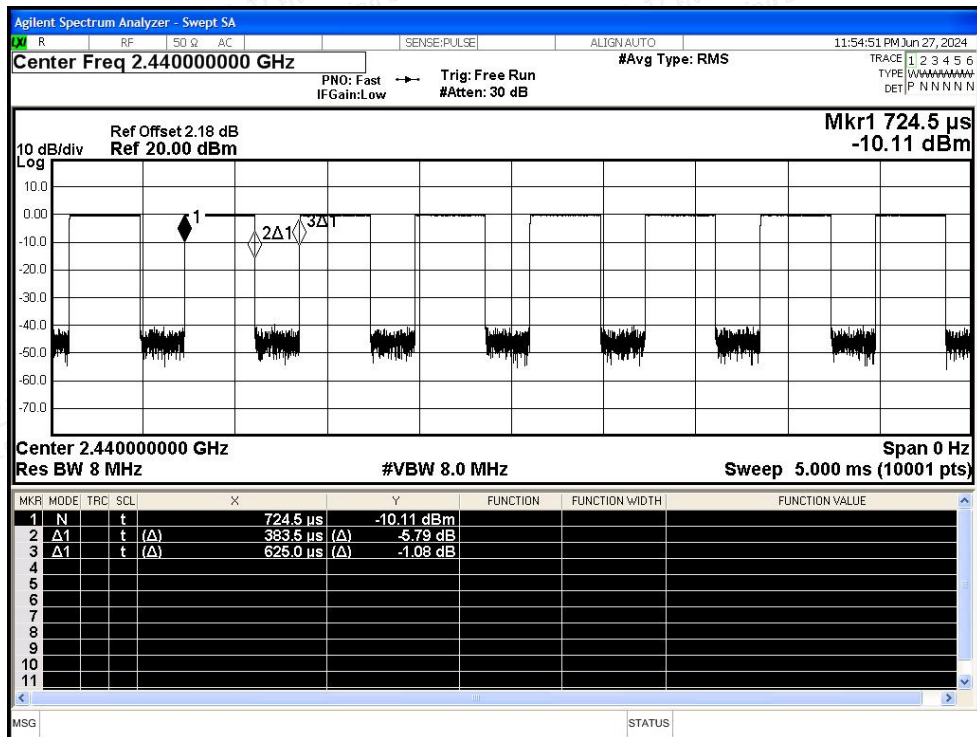 Agilent Spectrum Analyzer - Swept SA
LXI R RF 50 Ω AC SENSE:PULSE ALIGN AUTO 11:54:51 PM Jun 27, 2024
Center Freq 2.440000000 GHz #Avg Type: RMS TRACE 1 2 3 4 5 6
PNO: Fast Trig: Free Run TYPE WWWWWW
IFGain:Low #Atten: 30 dB DET P N N N N N
Mkr1 724.5 µs
Ref Offset 2.18 dB -10.11 dBm
10 dB/div Ref 20.00 dBm
Log
10.0
0.00
1 2Δ1 3Δ1
-10.0
-20.0
-30.0
-40.0
-50.0
-60.0
-70.0
Center 2.440000000 GHz Span 0 Hz
Res BW 8 MHz #VBW 8.0 MHz Sweep 5.000 ms (10001 pts)
MKR MODE TRC SCL X Y FUNCTION FUNCTION WIDTH FUNCTION VALUE
1 N t 724.5 µs -10.11 dBm
2 Δ1 t (Δ) 383.5 µs (Δ) -5.79 dB
3 Δ1 t (Δ) 625.0 µs (Δ) -1.08 dB
4
5
6
7
8
9
10
11
MSG STATUS